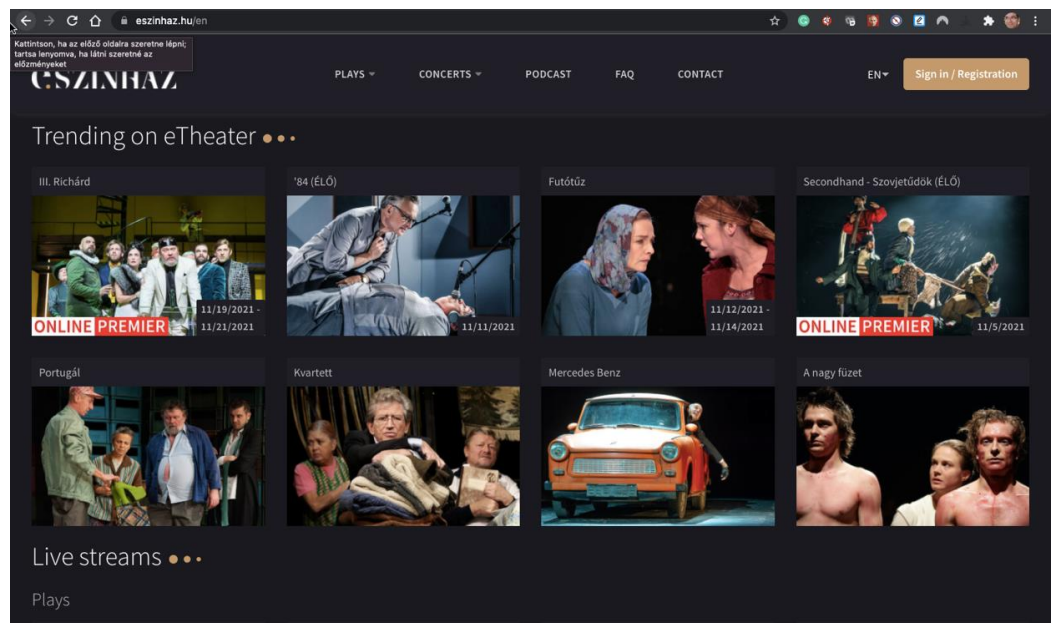 eszinhaz.hu/en
Kattintson, ha az előző oldalra szeretne lépni;
tartsa lenyomva, ha látni szeretné az
előzményeket
eSZÍNHÁZ
PLAYS
CONCERTS
PODCAST
FAQ
CONTACT
EN
Sign in / Registration
Trending on eTheater
III. Richárd
'84 (ÉLŐ)
Futótűz
Secondhand - Szovjetűdök (ÉLŐ)
ONLINE PREMIER
11/19/2021 -
11/21/2021
11/11/2021
11/12/2021 -
11/14/2021
ONLINE PREMIER
11/5/2021
Portugál
Kvartett
Mercedes Benz
A nagy füzet
Live streams
Plays